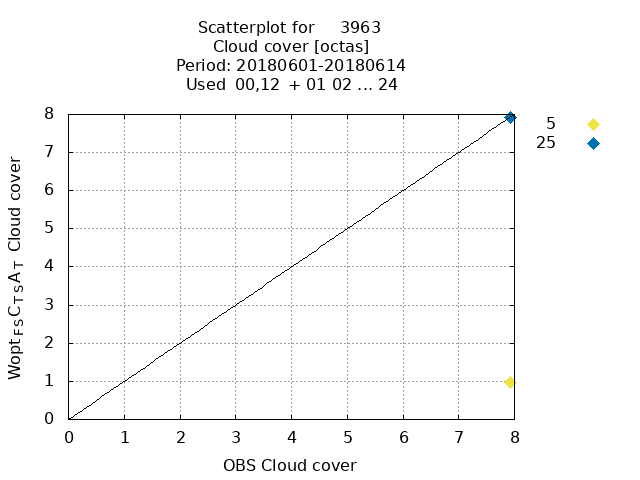 Scatterplot for 3963
Cloud cover [octas]
Period: 20180601-20180614
Used 00,12 + 01 02 ... 24
5
25
8
7
6
5
4
3
2
1
0
Wopt FS C T S A T Cloud cover
0 1 2 3 4 5 6 7 8
OBS Cloud cover